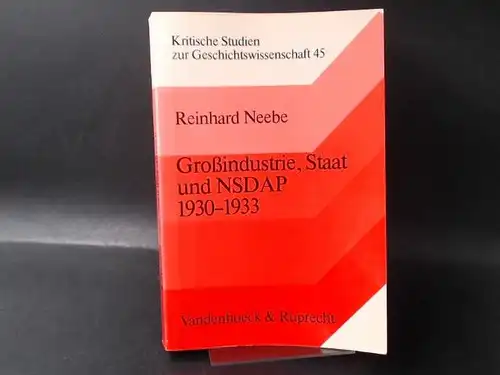 Kritische Studien
zur Geschichtswissenschaft 45
Reinhard Neebe
Großindustrie, Staat
und NSDAP
1930–1933
Vandenhoeck & Ruprecht